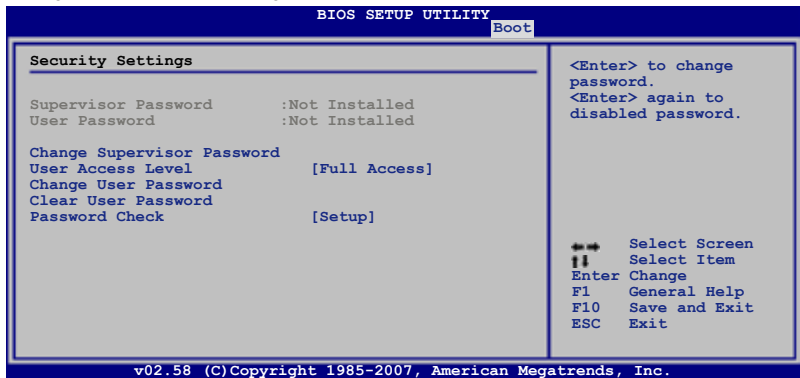 BIOS SETUP UTILITY
Boot
Security Settings
Supervisor Password :Not Installed
User Password :Not Installed
Change Supervisor Password
User Access Level [Full Access]
Change User Password
Clear User Password
Password Check [Setup]
<Enter> to change
password.
<Enter> again to
disabled password.
←→ Select Screen
↑↓ Select Item
Enter Change
F1 General Help
F10 Save and Exit
ESC Exit
v02.58 (C)Copyright 1985-2007, American Megatrends, Inc.